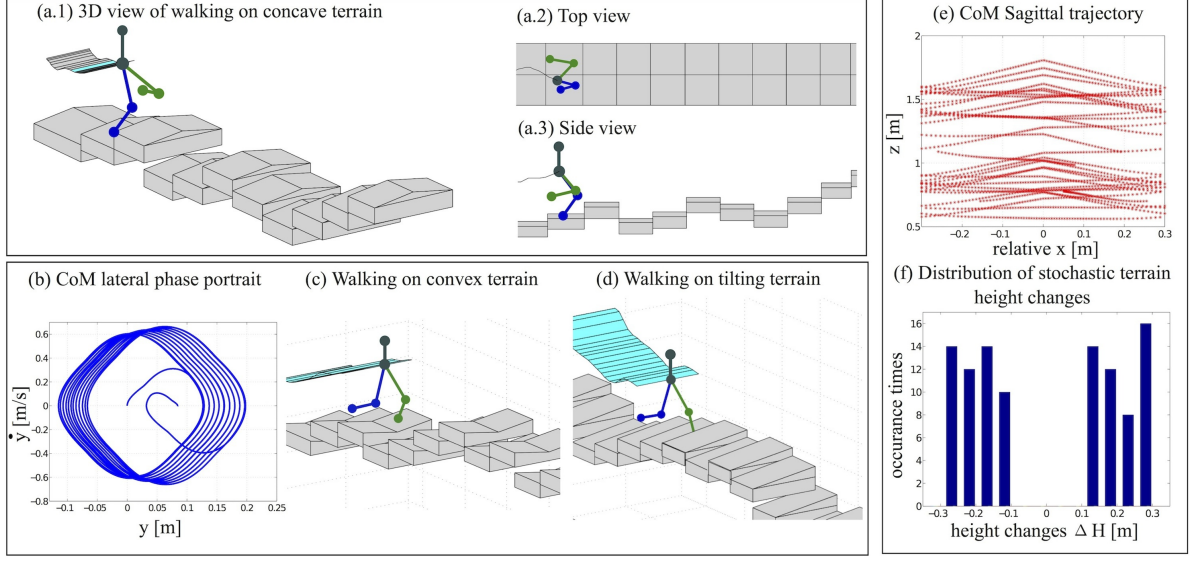 (a.1) 3D view of walking on concave terrain
(a.2) Top view
(a.3) Side view
(b) CoM lateral phase portrait
0.6
0.4
0.2
0
−0.2
−0.4
−0.6
−0.8
ẏ [m/s]
−0.1 −0.05 0 0.05 0.10 0.15 0.20 0.25
y [m]
(c) Walking on convex terrain
(d) Walking on tilting terrain
(e) CoM Sagittal trajectory
2
1.5
1
0.5
z [m]
−0.2 −0.1 0 0.1 0.2 0.3
relative x [m]
(f) Distribution of stochastic terrain
height changes
16
14
12
10
8
6
4
2
0
occurance times
−0.3 −0.2 −0.1 0 0.1 0.2 0.3
height changes Δ H [m]